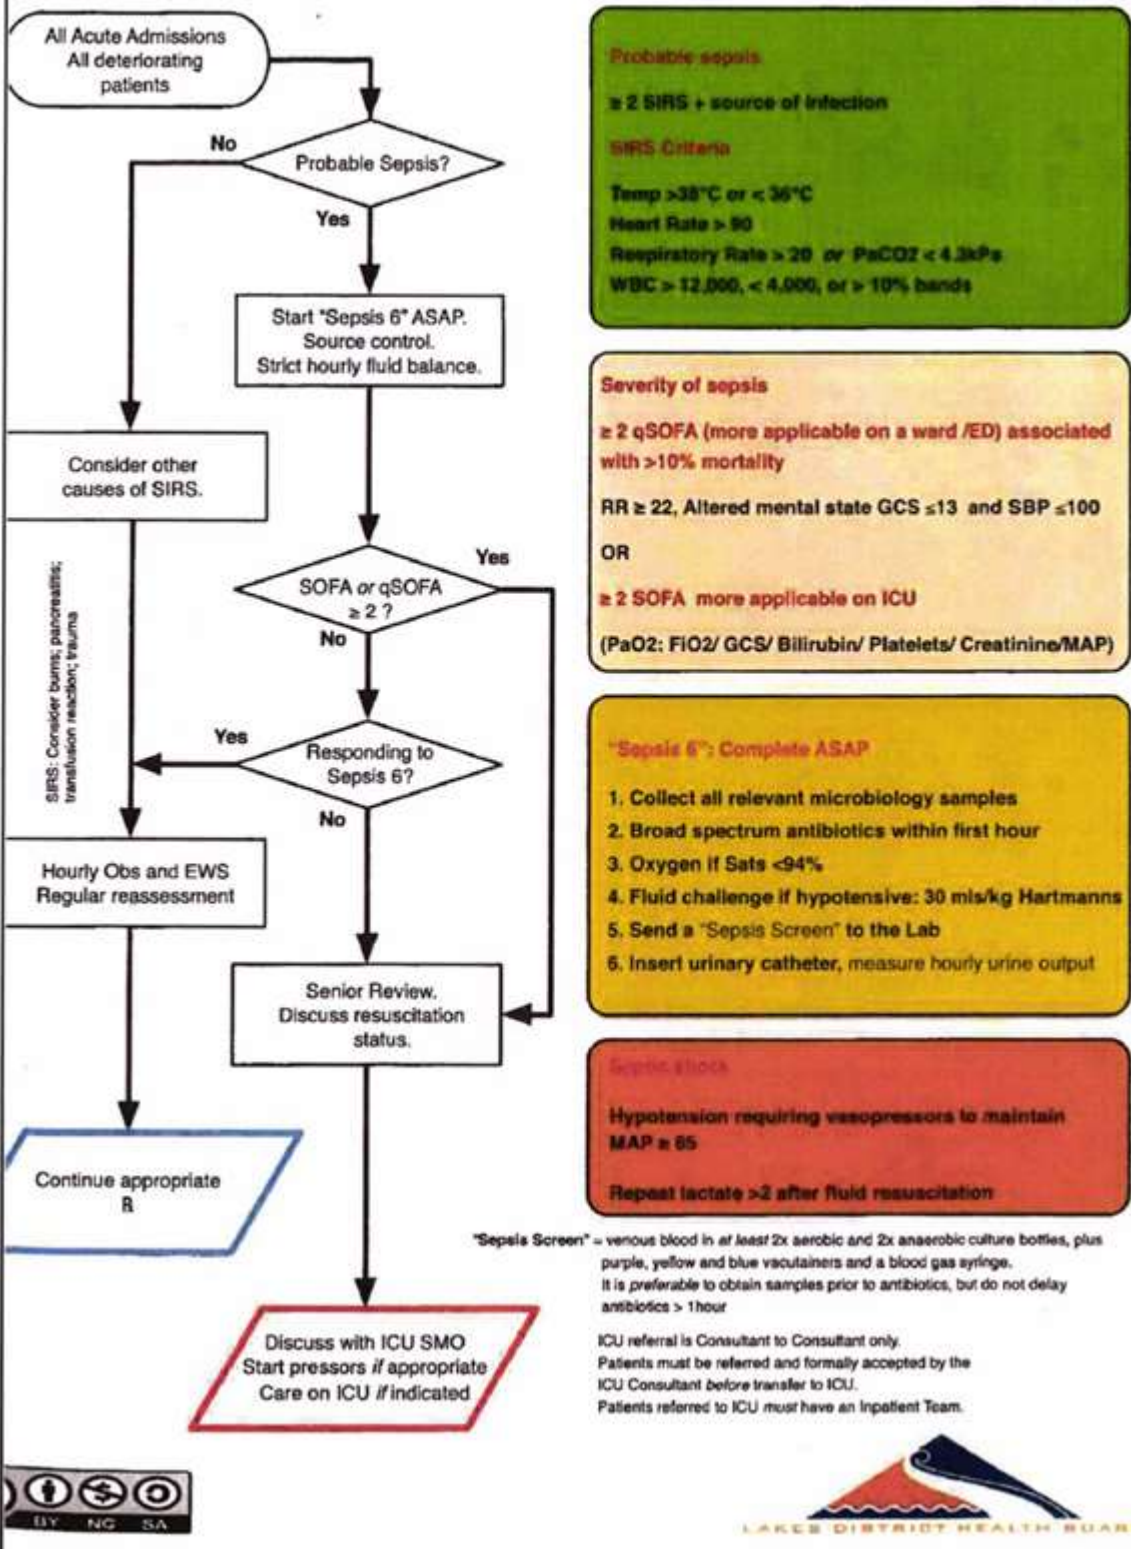 All Acute Admissions
All deteriorating
patients
No
Probable Sepsis?
Yes
Start "Sepsis 6" ASAP.
Source control.
Strict hourly fluid balance.
Consider other
causes of SIRS.
SIRS: Consider burns; pancreatitis;
transfusion reaction; trauma
Yes
SOFA or qSOFA
≥ 2 ?
No
Yes
Responding to
Sepsis 6?
No
Hourly Obs and EWS
Regular reassessment
Senior Review.
Discuss resuscitation
status.
Continue appropriate
R
Discuss with ICU SMO
Start pressors if appropriate
Care on ICU if indicated
Probable sepsis
≥ 2 SIRS + source of infection
SIRS Criteria
Temp >38°C or < 36°C
Heart Rate > 90
Respiratory Rate > 20 or PaCO2 < 4.3kPa
WBC > 12,000, < 4,000, or > 10% bands
Severity of sepsis
≥ 2 qSOFA (more applicable on a ward /ED) associated
with >10% mortality
RR ≥ 22, Altered mental state GCS ≤13 and SBP ≤100
OR
≥ 2 SOFA more applicable on ICU
(PaO2: FiO2/ GCS/ Bilirubin/ Platelets/ Creatinine/MAP)
"Sepsis 6": Complete ASAP
1. Collect all relevant microbiology samples
2. Broad spectrum antibiotics within first hour
3. Oxygen if Sats <94%
4. Fluid challenge if hypotensive: 30 mls/kg Hartmanns
5. Send a "Sepsis Screen" to the Lab
6. Insert urinary catheter, measure hourly urine output
Septic shock
Hypotension requiring vasopressors to maintain
MAP ≥ 65
Repeat lactate >2 after fluid resuscitation
"Sepsis Screen" = venous blood in at least 2x aerobic and 2x anaerobic culture bottles, plus
purple, yellow and blue vacutainers and a blood gas syringe.
It is preferable to obtain samples prior to antibiotics, but do not delay
antibiotics > 1hour
ICU referral is Consultant to Consultant only.
Patients must be referred and formally accepted by the
ICU Consultant before transfer to ICU.
Patients referred to ICU must have an Inpatient Team.
BY NC SA
LAKES DISTRICT HEALTH BOAR